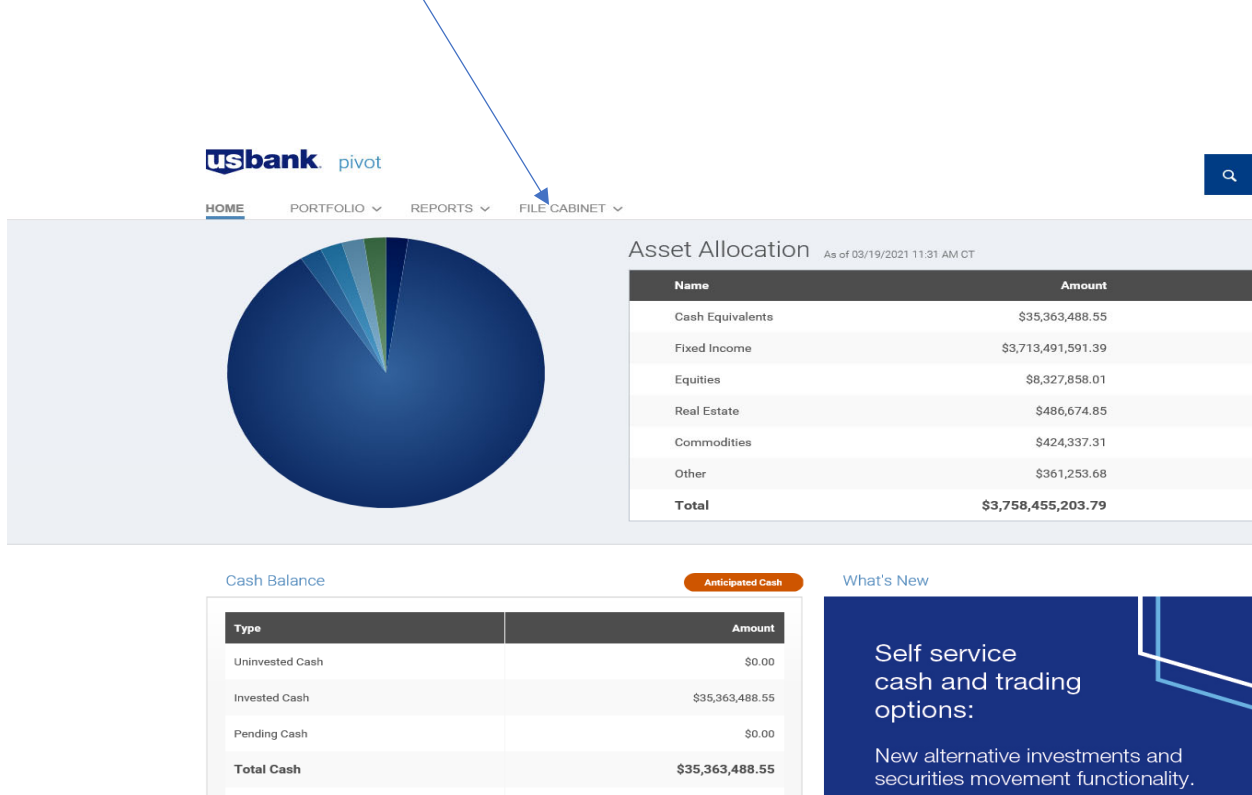 usbank. pivot
HOME PORTFOLIO REPORTS FILE CABINET
Asset Allocation As of 03/19/2021 11:31 AM CT
Name Amount
Cash Equivalents $35,363,488.55
Fixed Income $3,713,491,591.39
Equities $8,327,858.01
Real Estate $486,674.85
Commodities $424,337.31
Other $361,253.68
Total $3,758,455,203.79
Cash Balance Anticipated Cash
Type Amount
Uninvested Cash $0.00
Invested Cash $35,363,488.55
Pending Cash $0.00
Total Cash $35,363,488.55
What's New
Self service
cash and trading
options:
New alternative investments and
securities movement functionality.